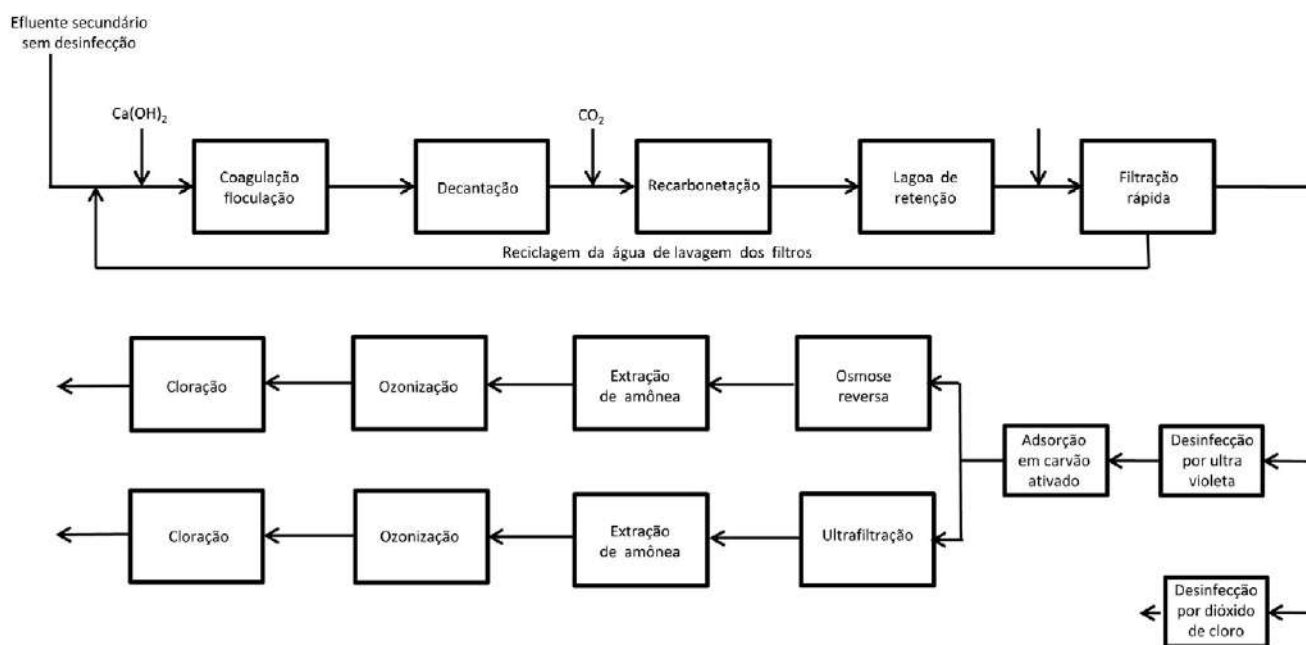 Efluente secundário
sem desinfecção
Ca(OH)2
CO2
Coagulação
floculação
Decantação
Recarbonetação
Lagoa de
retenção
Filtração
rápida
Reciclagem da água de lavagem dos filtros
Cloração
Ozonização
Extração
de amônea
Osmose
reversa
Adsorção
em carvão
ativado
Desinfecção
por ultra
violeta
Cloração
Ozonização
Extração
de amônea
Ultrafiltração
Desinfecção
por dióxido
de cloro